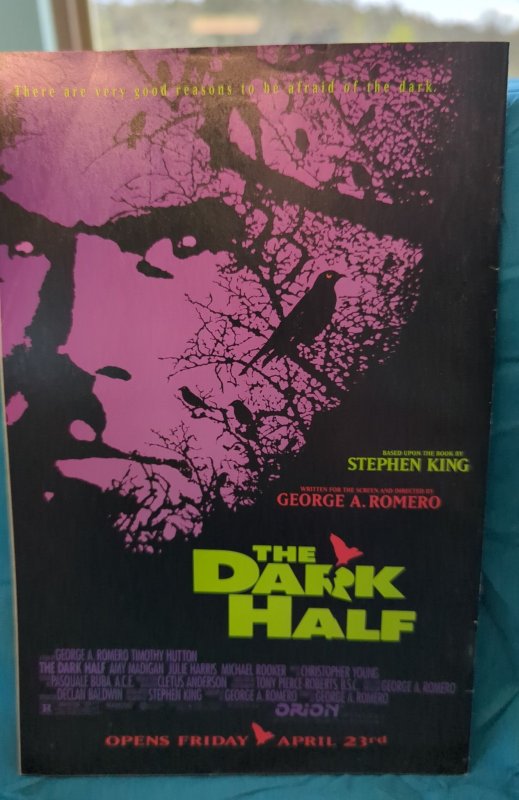 There are very good reasons to be afraid of the dark.
BASED UPON THE BOOK BY
STEPHEN KING
WRITTEN FOR THE SCREEN AND DIRECTED BY
GEORGE A. ROMERO
THE
DARK
HALF
GEORGE A. ROMERO TIMOTHY HUTTON
THE DARK HALF AMY MADIGAN JULIE HARRIS MICHAEL ROOKER CHRISTOPHER YOUNG
PASQUALE BUBA, A.C.E. CLETUS ANDERSON TONY PIERCE-ROBERTS B.S.C. GEORGE A. ROMERO
DECLAN BALDWIN STEPHEN KING GEORGE A. ROMERO GEORGE A. ROMERO
R ORION
OPENS FRIDAY APRIL 23rd